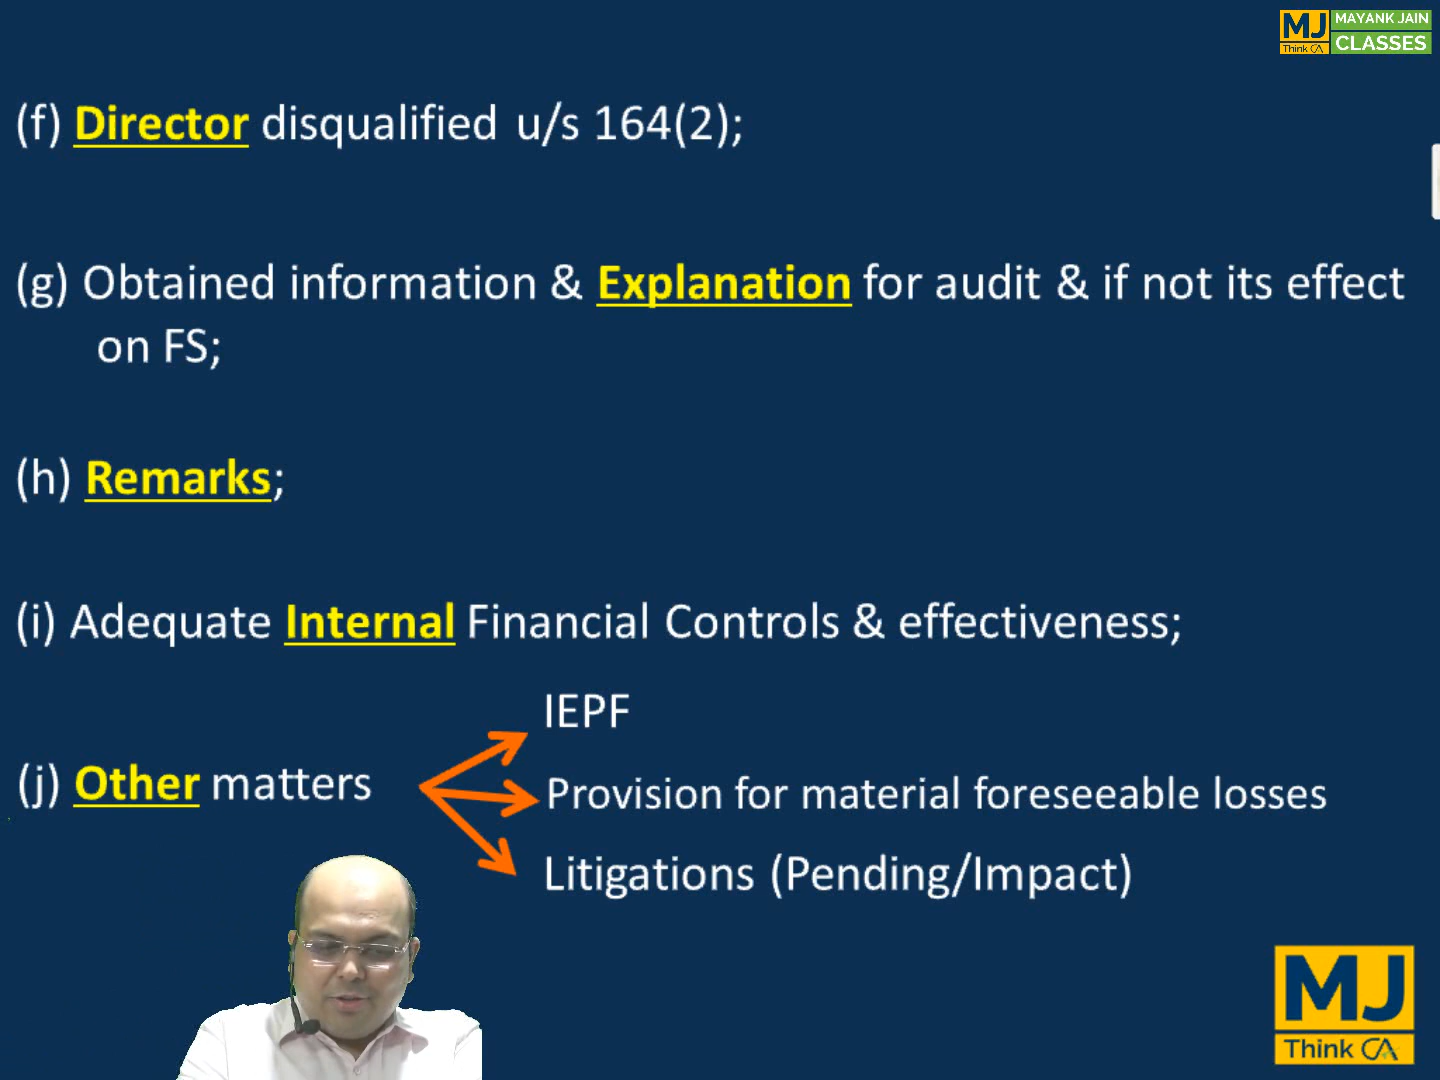 MJ
Think CA
MAYANK JAIN
CLASSES
(f) Director disqualified u/s 164(2);
(g) Obtained information & Explanation for audit & if not its effect
on FS;
(h) Remarks;
(i) Adequate Internal Financial Controls & effectiveness;
(j) Other matters
IEPF
Provision for material foreseeable losses
Litigations (Pending/Impact)
MJ
Think CA